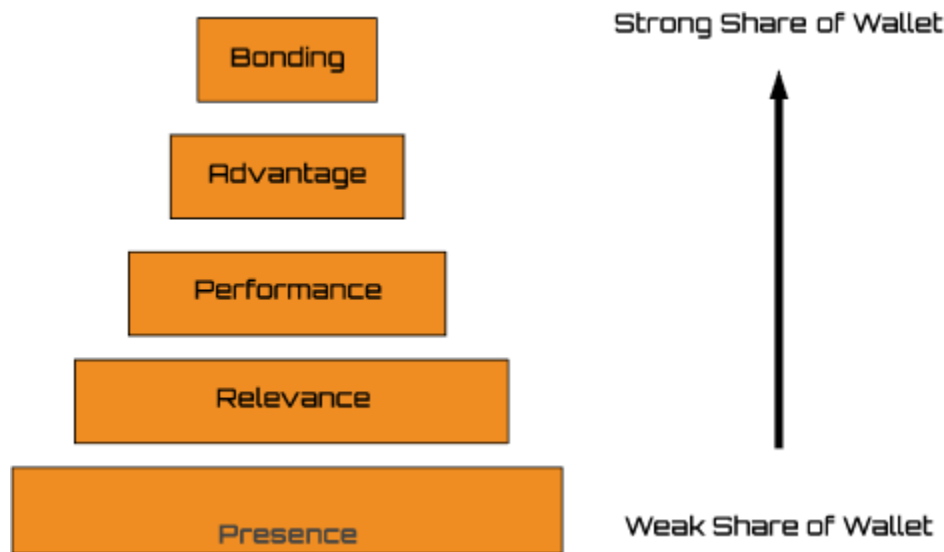 Strong Share of Wallet
Bonding
Advantage
Performance
Relevance
Presence
Weak Share of Wallet